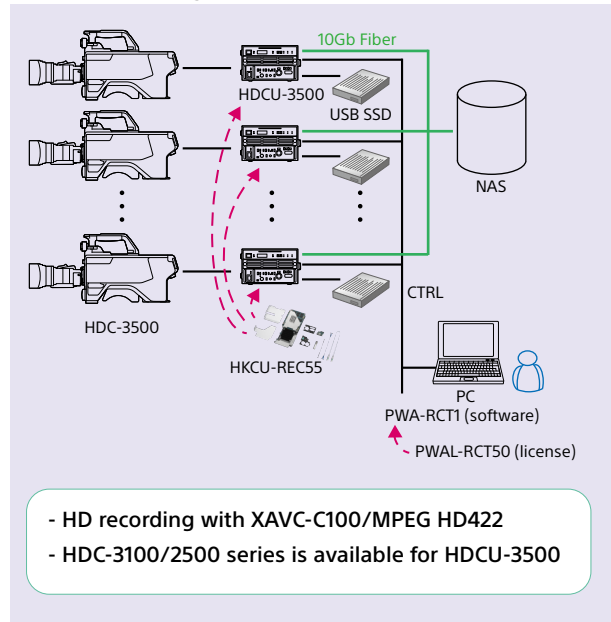 10Gb Fiber
HDCU-3500
USB SSD
NAS
HDC-3500
CTRL
HKCU-REC55
PC
PWA-RCT1 (software)
PWAL-RCT50 (license)
- HD recording with XAVC-C100/MPEG HD422
- HDC-3100/2500 series is available for HDCU-3500